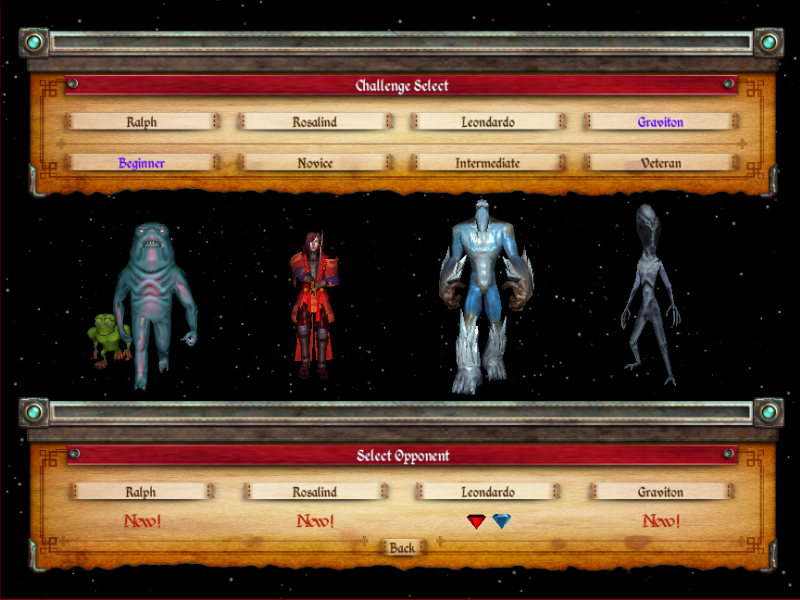 Challenge Select
Ralph Rosalind Leondardo Graviton
Beginner Novice Intermediate Veteran
Select Opponent
Ralph Rosalind Leondardo Graviton
New! New! New!
Back